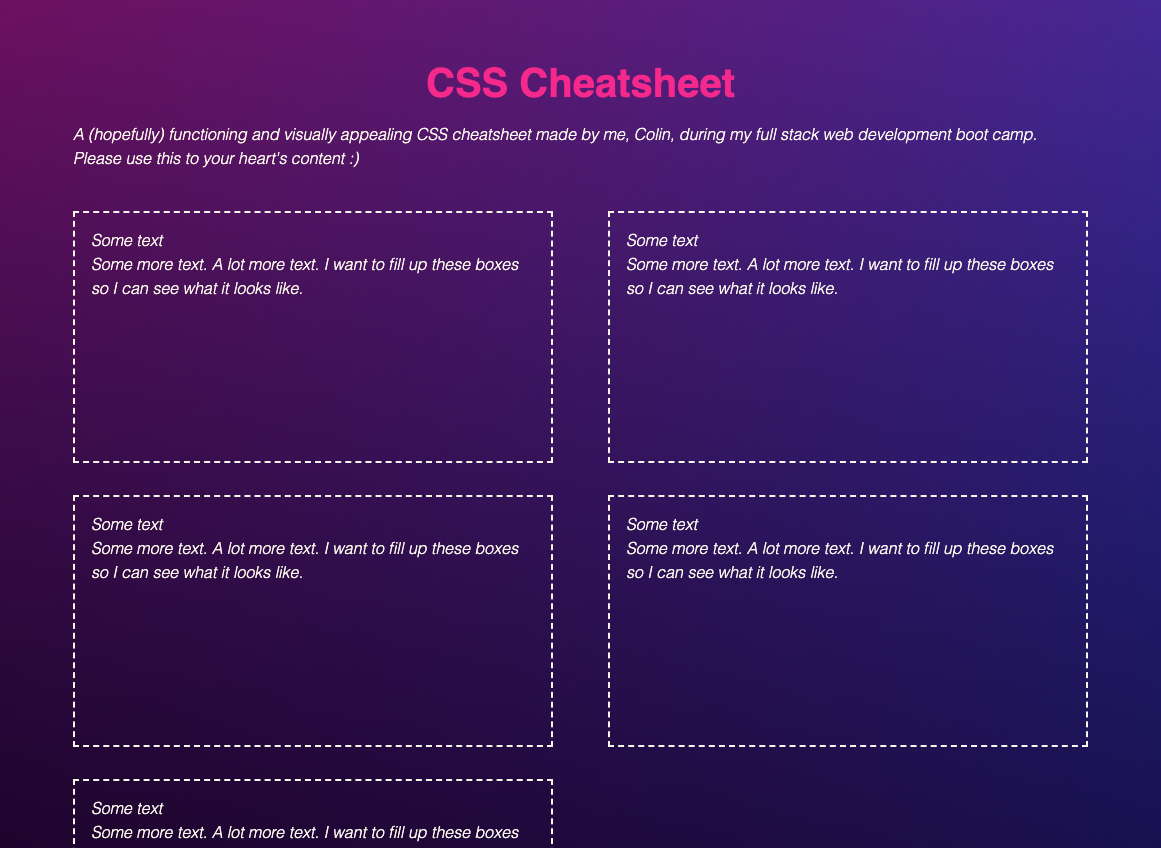 CSS Cheatsheet
A (hopefully) functioning and visually appealing CSS cheatsheet made by me, Colin, during my full stack web development boot camp.
Please use this to your heart's content :)
Some text
Some more text. A lot more text. I want to fill up these boxes
so I can see what it looks like.
Some text
Some more text. A lot more text. I want to fill up these boxes
so I can see what it looks like.
Some text
Some more text. A lot more text. I want to fill up these boxes
so I can see what it looks like.
Some text
Some more text. A lot more text. I want to fill up these boxes
so I can see what it looks like.
Some text
Some more text. A lot more text. I want to fill up these boxes